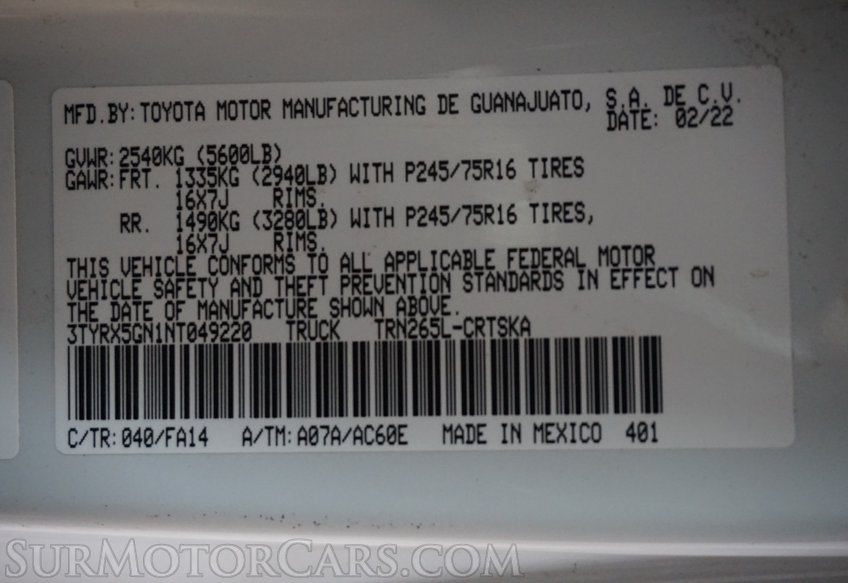 MFD.BY: TOYOTA MOTOR MANUFACTURING DE GUANAJUATO, S.A. DE C.V.
DATE: 02/22
GVWR: 2540KG (5600LB)
GAWR: FRT. 1335KG (2940LB) WITH P245/75R16 TIRES
16X7J RIMS.
RR. 1490KG (3280LB) WITH P245/75R16 TIRES,
16X7J RIMS.
THIS VEHICLE CONFORMS TO ALL APPLICABLE FEDERAL MOTOR
VEHICLE SAFETY AND THEFT PREVENTION STANDARDS IN EFFECT ON
THE DATE OF MANUFACTURE SHOWN ABOVE.
3TYRX5GN1NT049220 TRUCK TRN265L-CRTSKA
C/TR: 040/FA14 A/TM: A07A/AC60E MADE IN MEXICO 401
SURMOTORCARS.COM